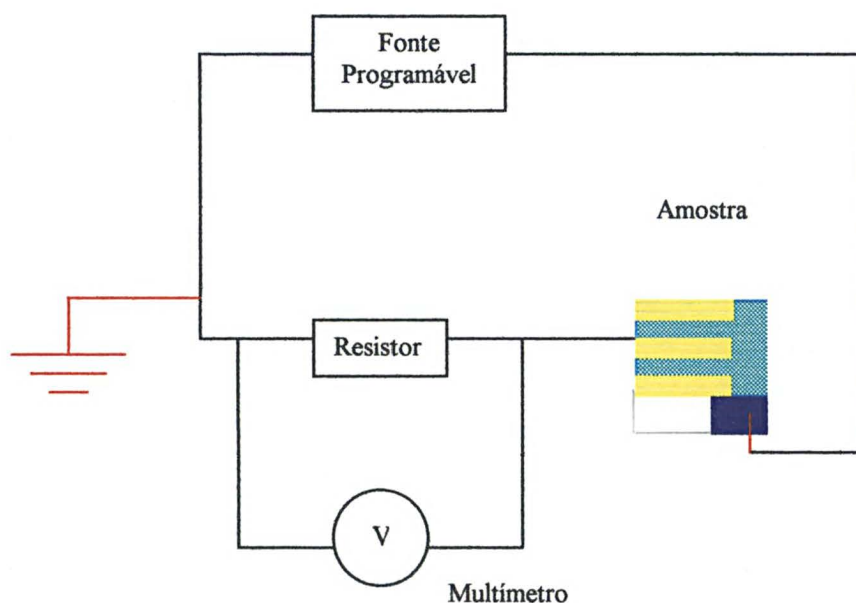 Fonte
Programável
Amostra
Resistor
V
Multímetro